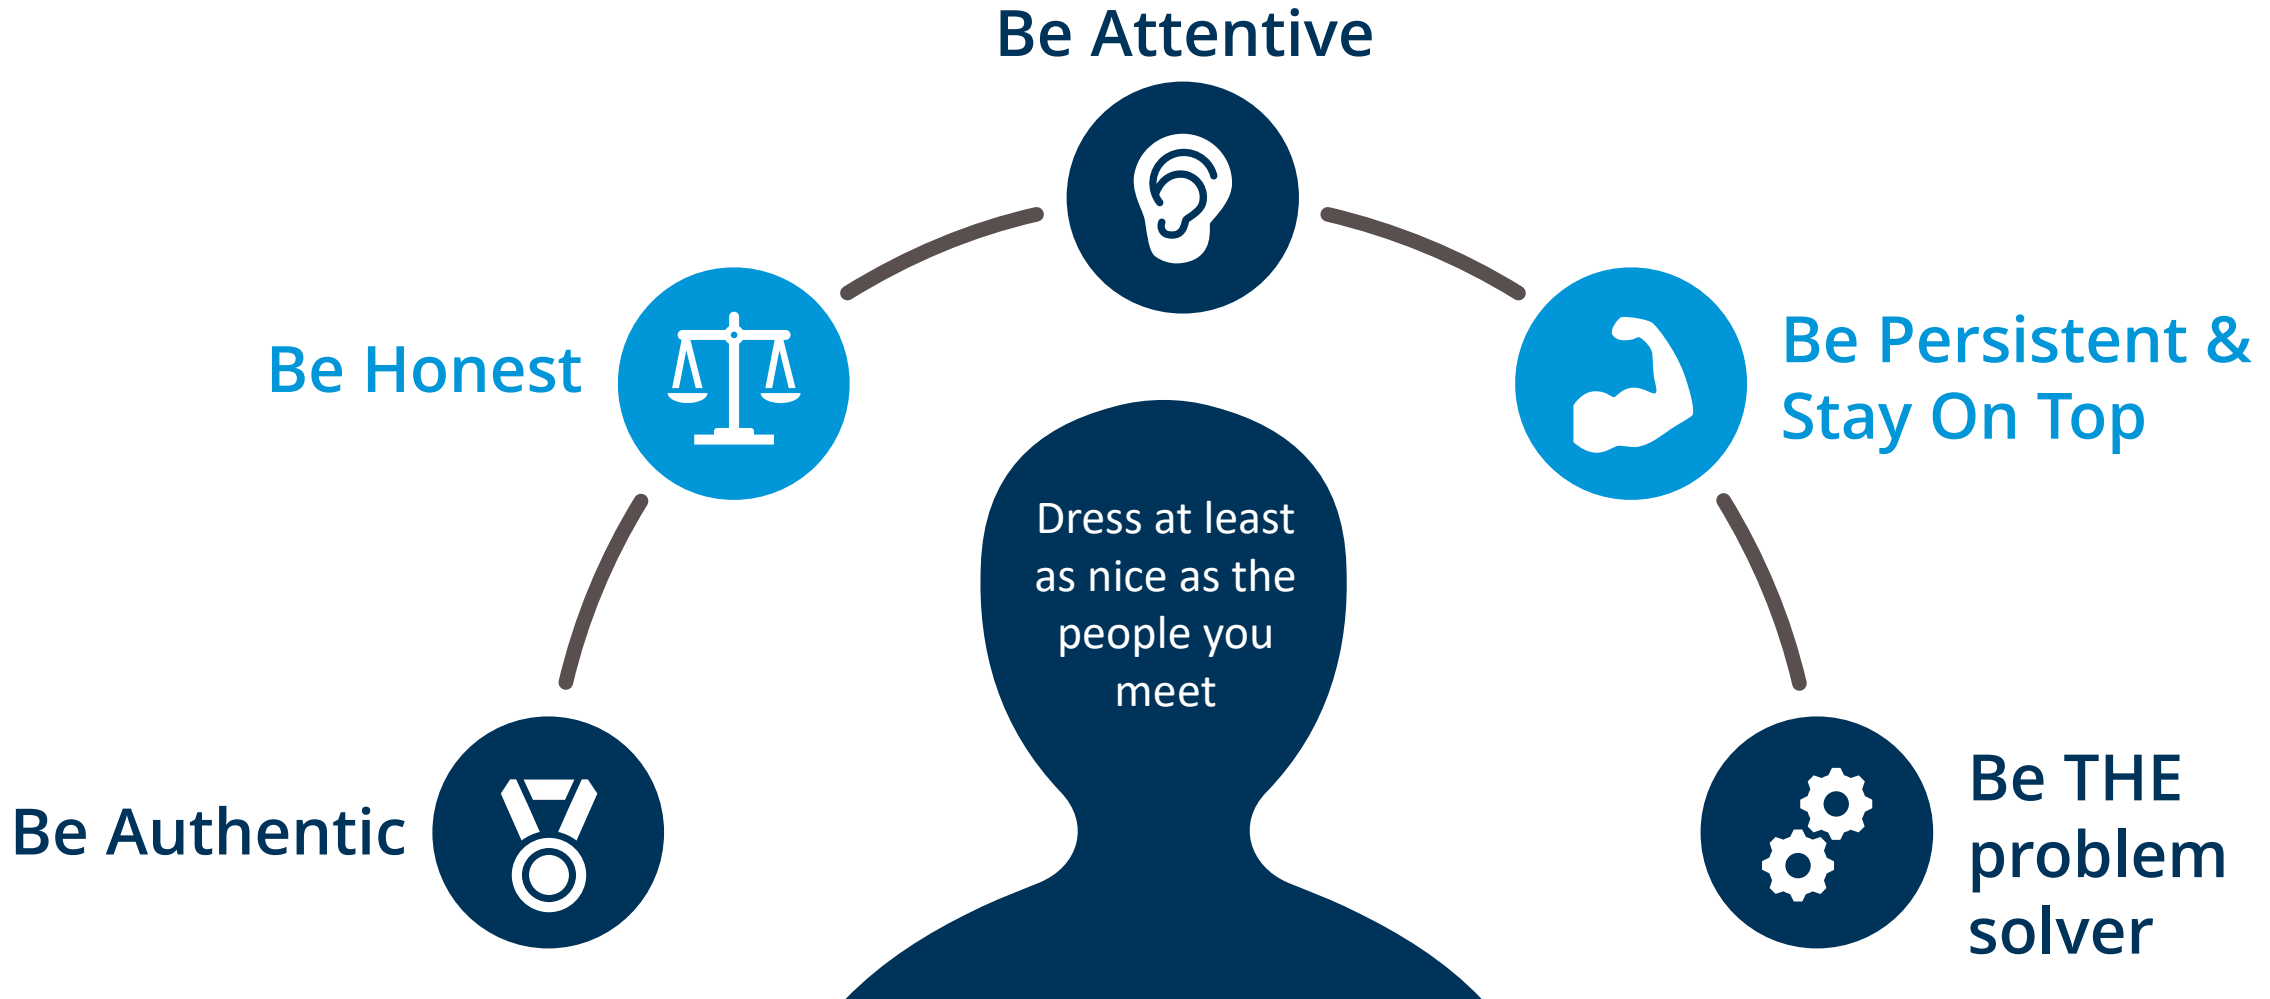 Be Attentive
Be Honest
Be Persistent &
Stay On Top
Dress at least
as nice as the
people you
meet
Be Authentic
Be THE
problem
solver